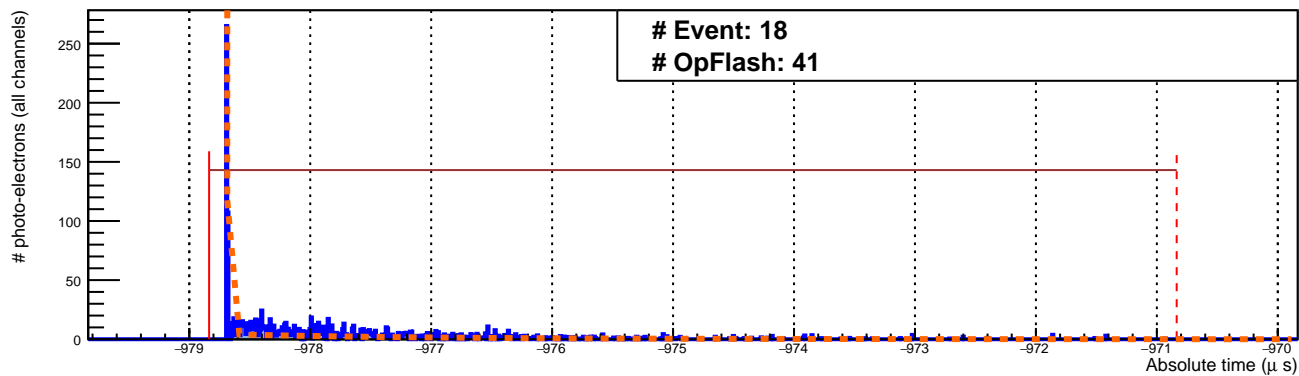 # Event: 18
# OpFlash: 41
# photo-electrons (all channels)
250
200
150
100
50
0
−979 −978 −977 −976 −975 −974 −973 −972 −971 −970
Absolute time (μ s)